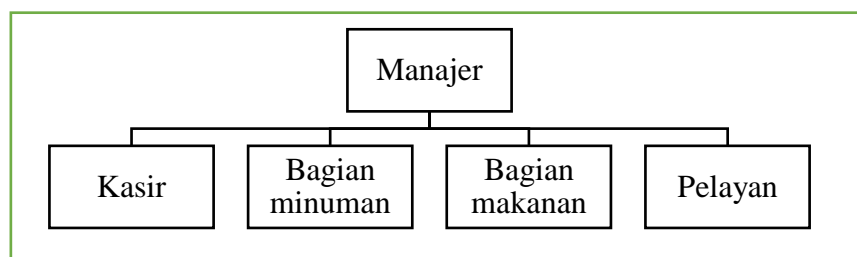 Manajer
Kasir
Bagian
minuman
Bagian
makanan
Pelayan